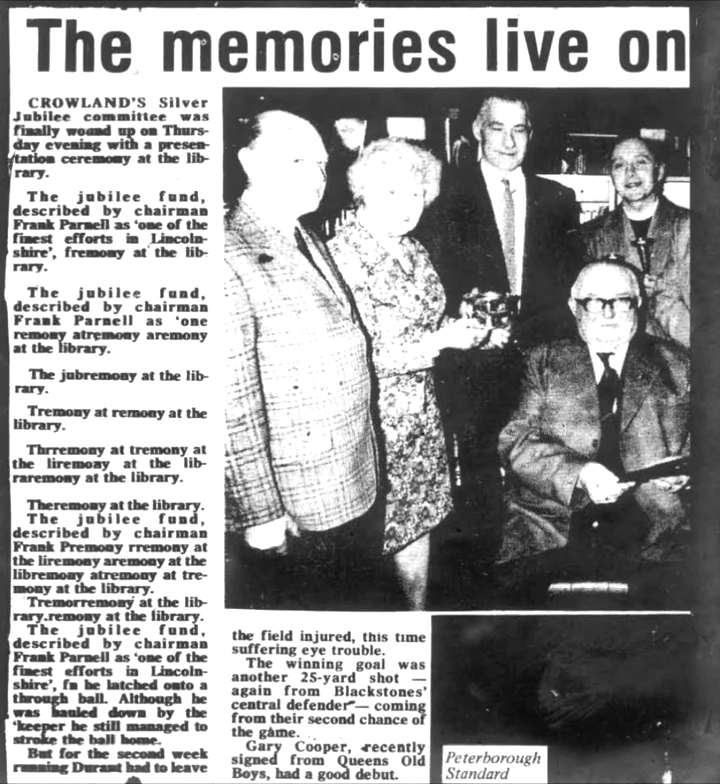 The memories live on
CROWLAND'S Silver
Jubilee committee was
finally wound up on Thurs-
day evening with a presen-
tation ceremony at the lib-
rary.
The jubilee fund,
described by chairman
Frank Parnell as 'one of the
finest efforts in Lincoln-
shire', fremony at the lib-
rary.
The jubilee fund,
described by chairman
Frank Parnell as 'one
remony atremony aremony
at the library.
The jubremony at the lib-
rary.
Tremony at remony at the
library.
Thrremony at tremony at
the liremony at the lib-
raremony at the library.
Theremony at the library.
The jubilee fund,
described by chairman
Frank Premony rremony at
the liremony aremony at the
libremony atremony at tre-
mony at the library.
Tremorremony at the lib-
rary.remony at the library.
The jubilee fund,
described by chairman
Frank Parnell as 'one of the
finest efforts in Lincoln-
shire', fn he latched onto a
through ball. Although he
was hauled down by the
'keeper he still managed to
stroke the ball home.
But for the second week
running Durant had to leave
the field injured, this time
suffering eye trouble.
The winning goal was
another 25-yard shot —
again from Blackstones'
central defender — coming
from their second chance of
the game.
Gary Cooper, recently
signed from Queens Old
Boys, had a good debut.
Peterborough
Standard